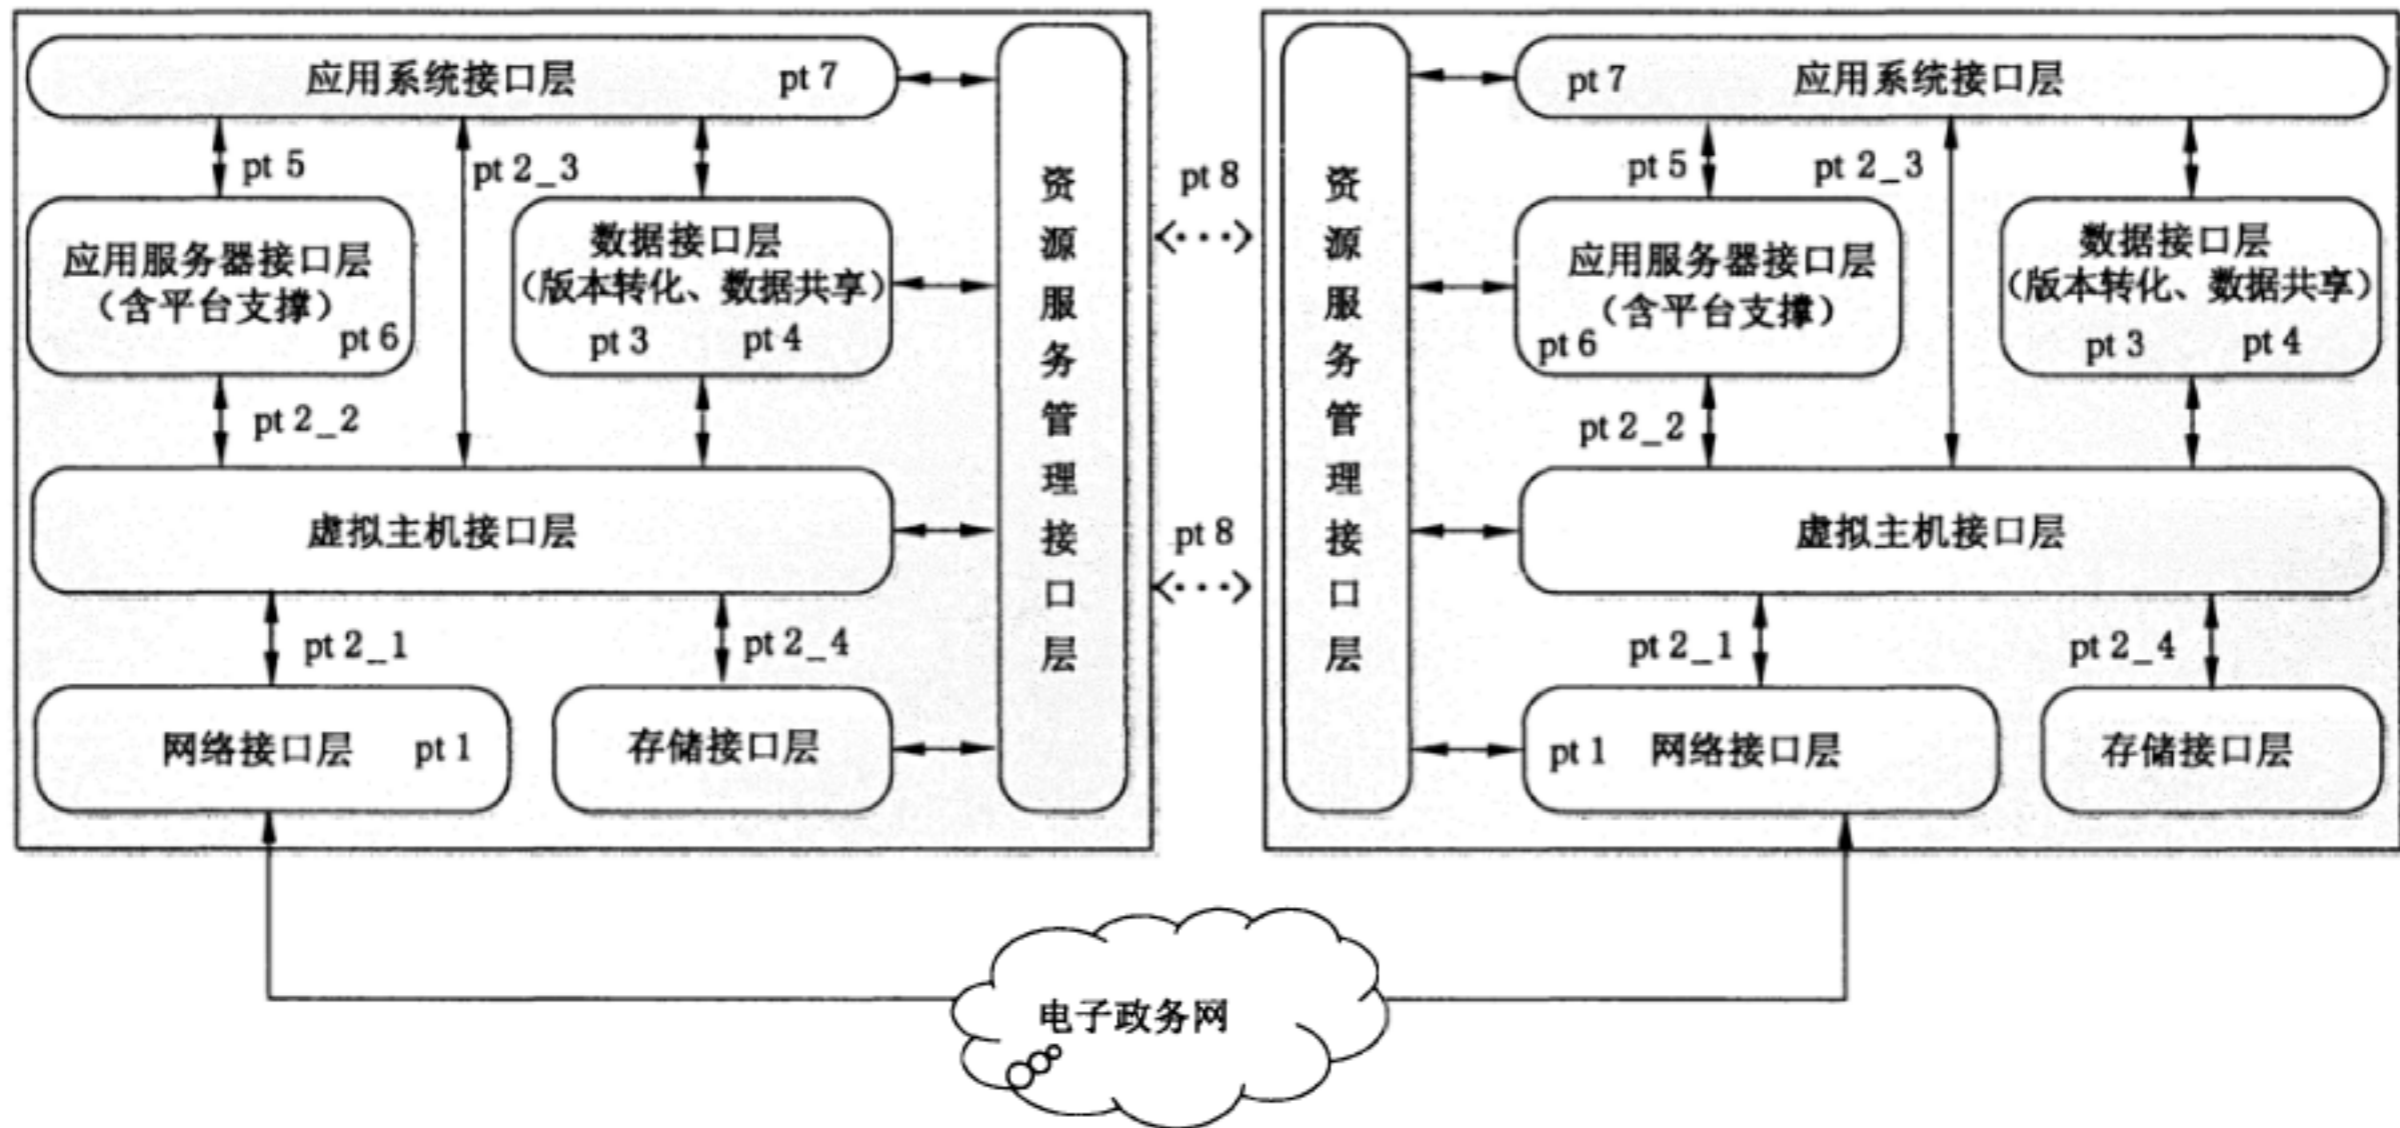 应用系统接口层 pt 7
pt 5
pt 2_3
应用服务器接口层
（含平台支撑）
pt 6
数据接口层
（版本转化、数据共享）
pt 3 pt 4
pt 2_2
虚拟主机接口层
pt 2_1
pt 2_4
网络接口层 pt 1
存储接口层
资源服务管理接口层
pt 8
pt 8
资源服务管理接口层
pt 7 应用系统接口层
pt 5
pt 2_3
应用服务器接口层
（含平台支撑）
pt 6
数据接口层
（版本转化、数据共享）
pt 3 pt 4
pt 2_2
虚拟主机接口层
pt 2_1
pt 2_4
pt 1 网络接口层
存储接口层
电子政务网